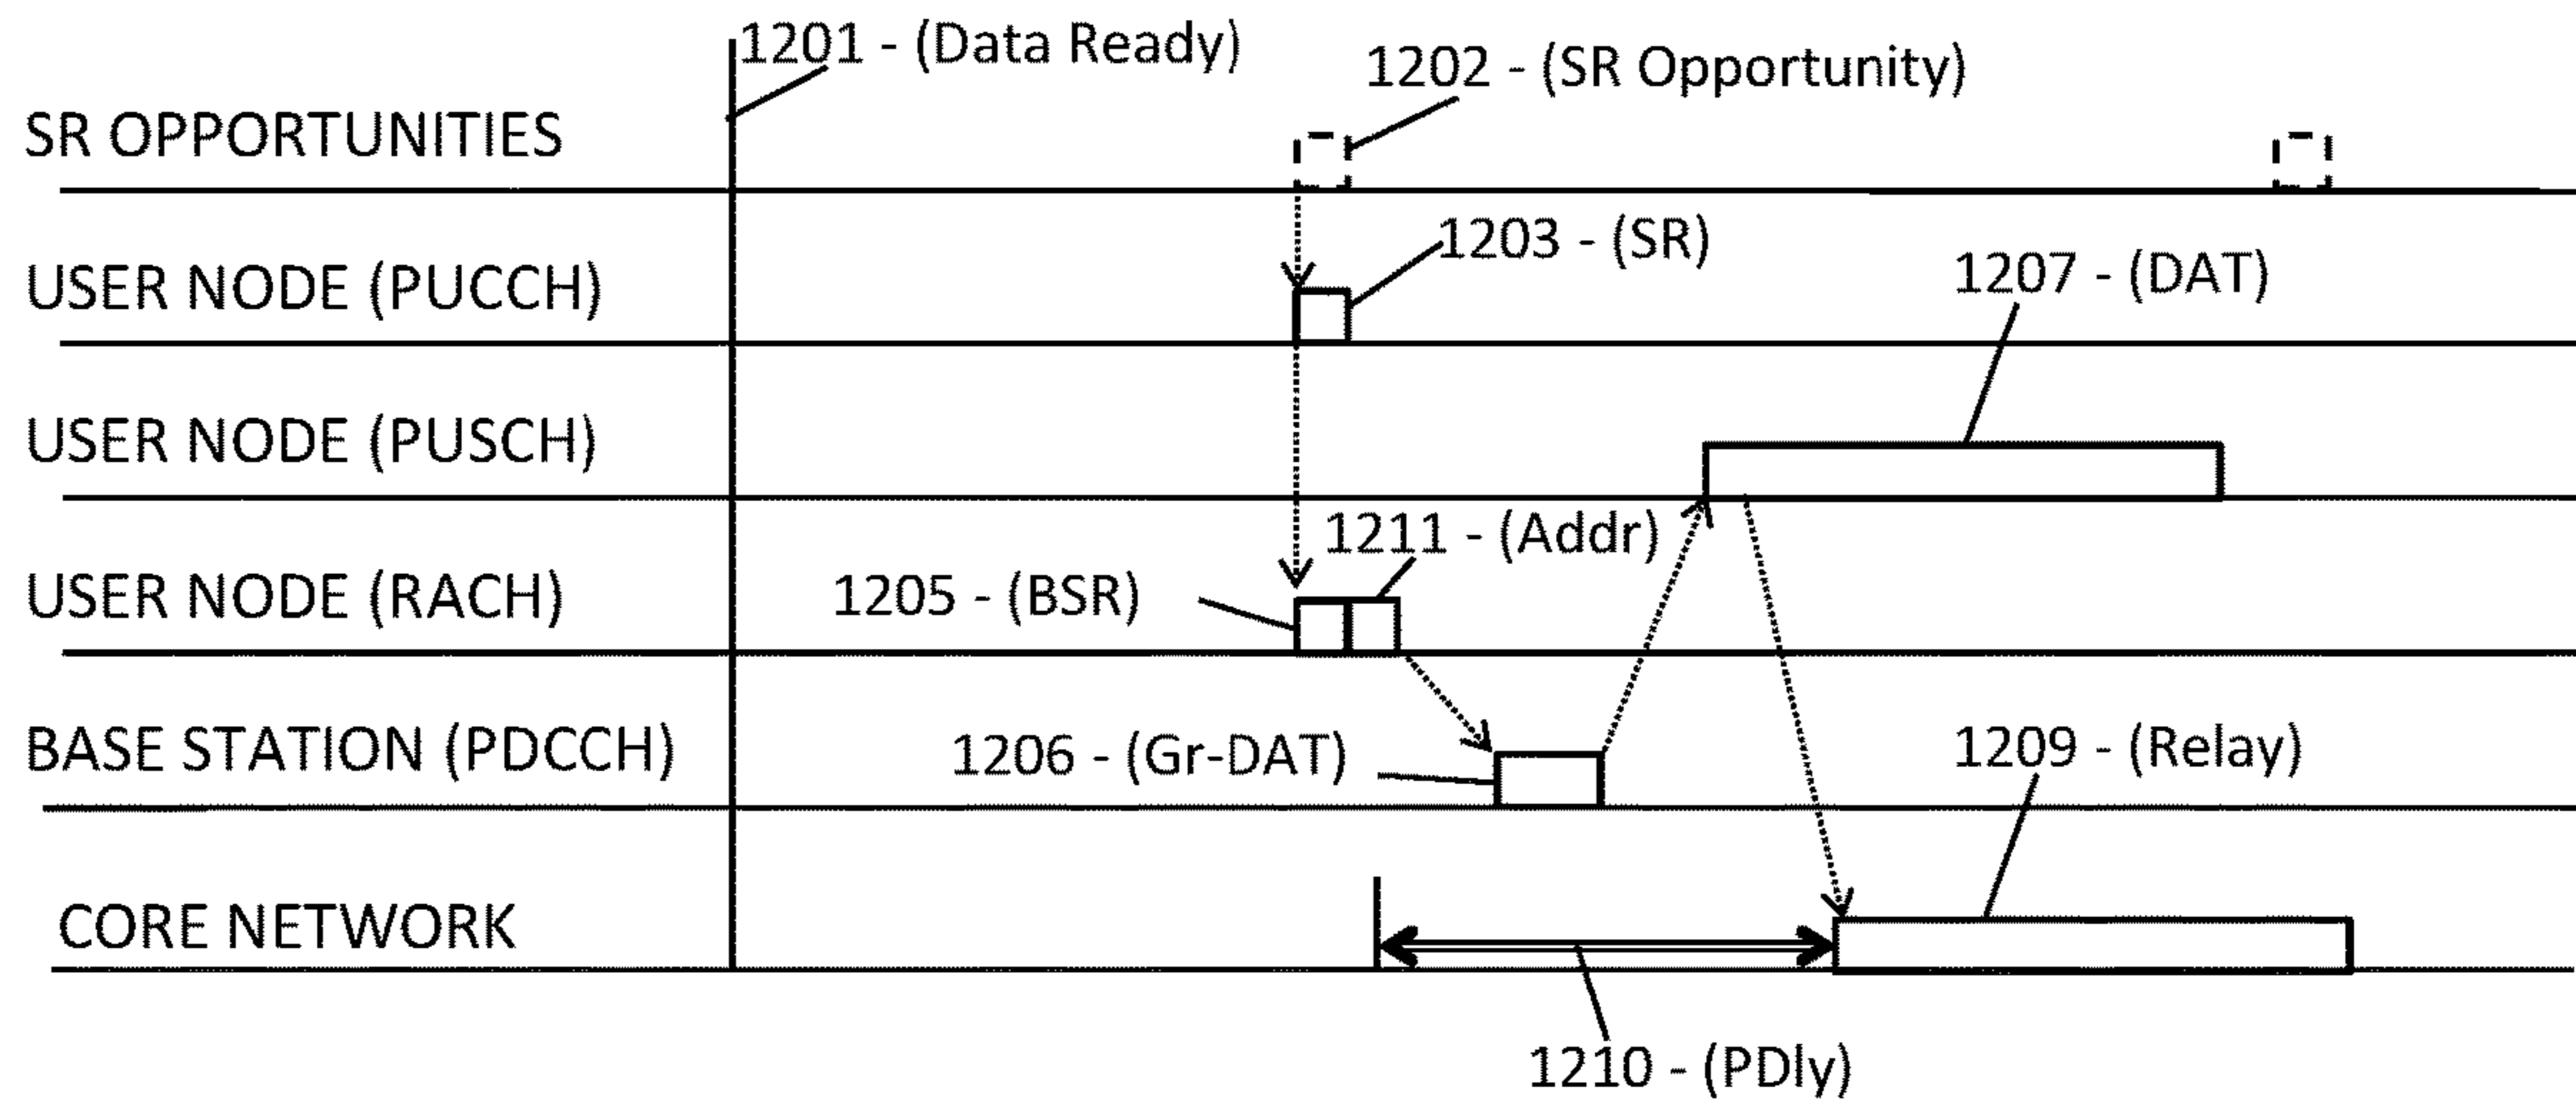 1201 - (Data Ready)
1202 - (SR Opportunity)
SR OPPORTUNITIES
1203 - (SR)
USER NODE (PUCCH)
1207 - (DAT)
USER NODE (PUSCH)
1211 - (Addr)
USER NODE (RACH)
1205 - (BSR)
BASE STATION (PDCCH)
1206 - (Gr-DAT)
1209 - (Relay)
CORE NETWORK
1210 - (PDly)